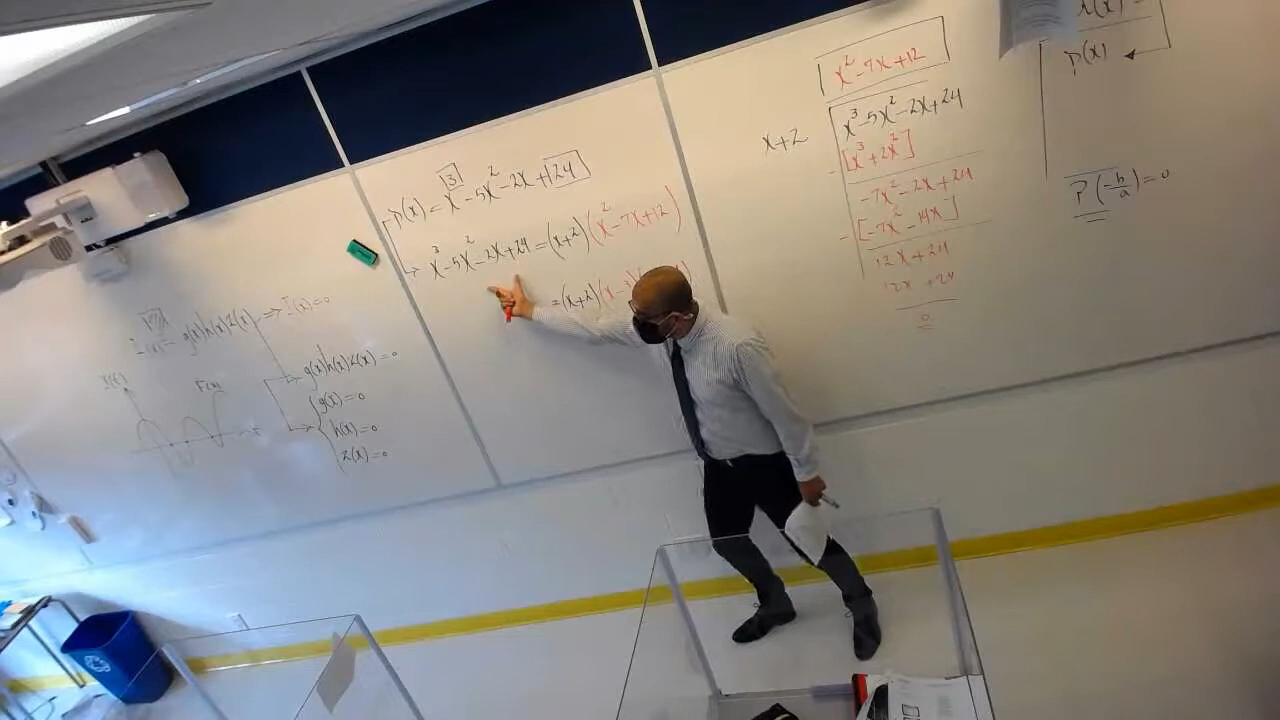 P(x) = x³-5x²-2x+24
x³-5x²-2x+24 = (x+2)(x²-7x+12)
= (x+2)(x-
g(x)h(x)z(x)
I(x)=0
F(x)
g(x)h(x)z(x)=0
g(x)=0
h(x)=0
z(x)=0
x²-7x+12
x+2
x³-5x²-2x+24
-[x³+2x²]
-7x²-2x+24
-[-7x²-14x]
12x+24
12x+24
0
p(x)
P(-b/a)=0